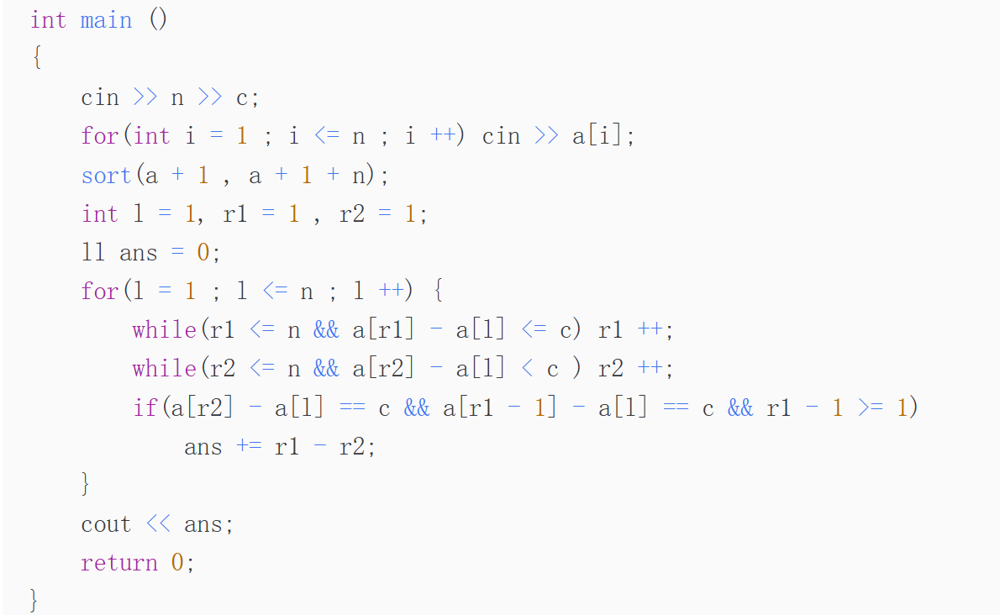 int main ()
{
    cin >> n >> c;
    for(int i = 1 ; i <= n ; i ++) cin >> a[i];
    sort(a + 1 , a + 1 + n);
    int l = 1, r1 = 1 , r2 = 1;
    ll ans = 0;
    for(l = 1 ; l <= n ; l ++) {
        while(r1 <= n && a[r1] - a[l] <= c) r1 ++;
        while(r2 <= n && a[r2] - a[l] < c ) r2 ++;
        if(a[r2] - a[l] == c && a[r1 - 1] - a[l] == c && r1 - 1 >= 1)
            ans += r1 - r2;
    }
    cout << ans;
    return 0;
}